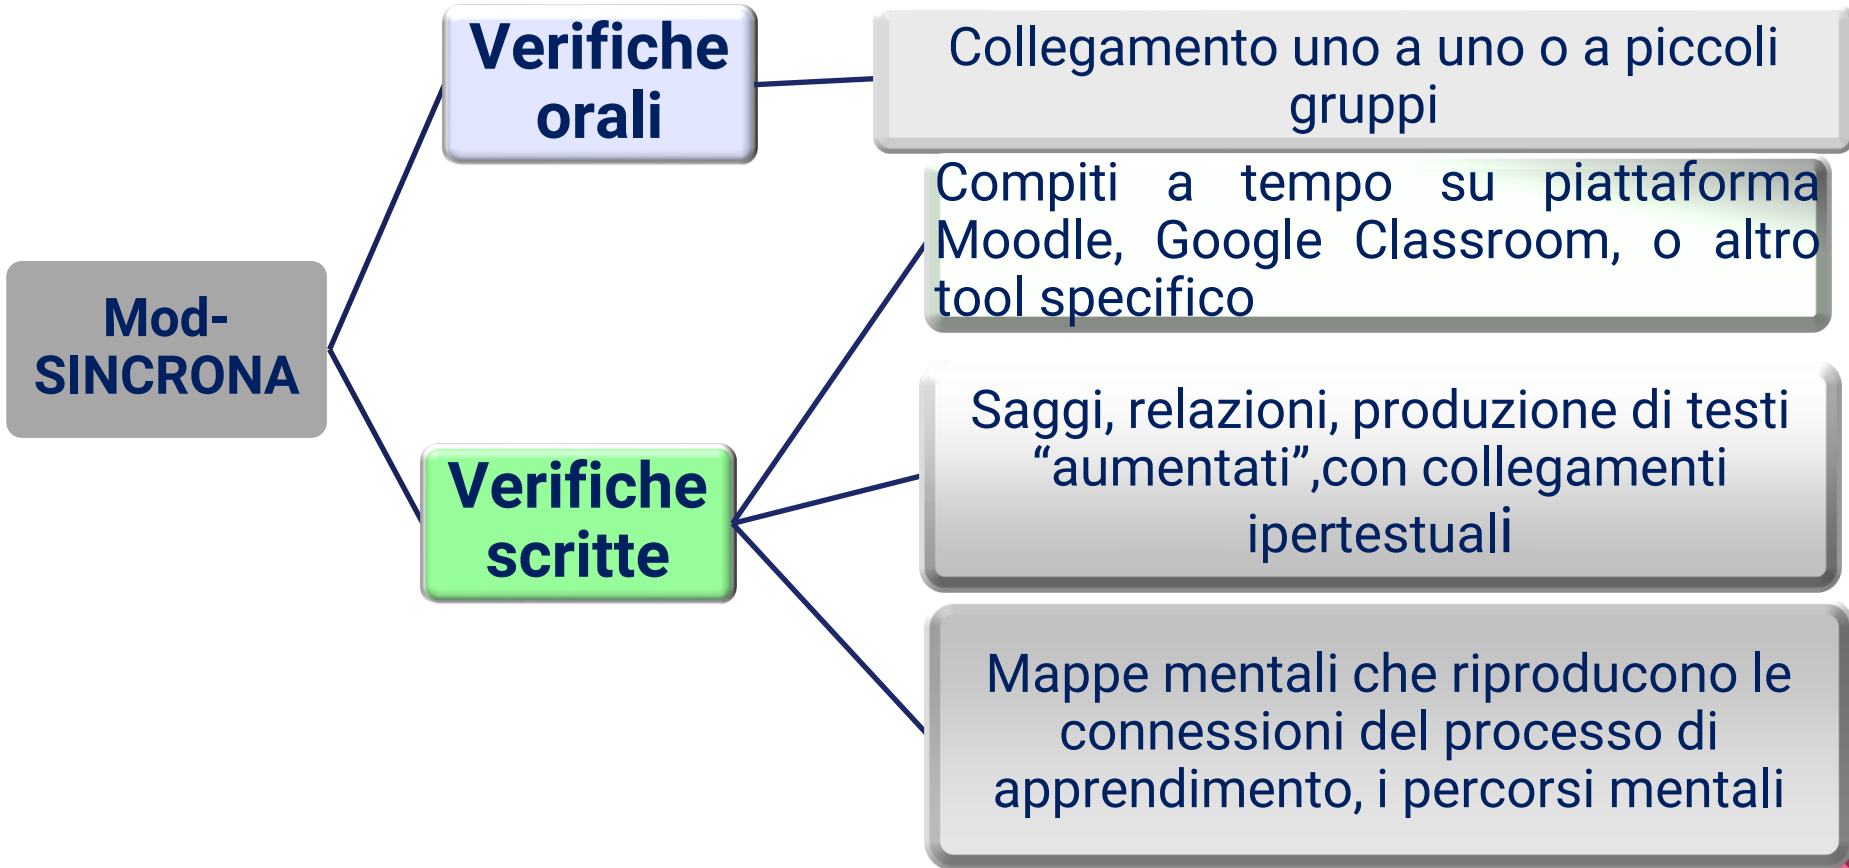 Verifiche
orali
Collegamento uno a uno o a piccoli
gruppi
Compiti a tempo su piattaforma
Moodle, Google Classroom, o altro
tool specifico
Mod-
SINCRONA
Saggi, relazioni, produzione di testi
“aumentati”,con collegamenti
ipertestuali
Verifiche
scritte
Mappe mentali che riproducono le
connessioni del processo di
apprendimento, i percorsi mentali